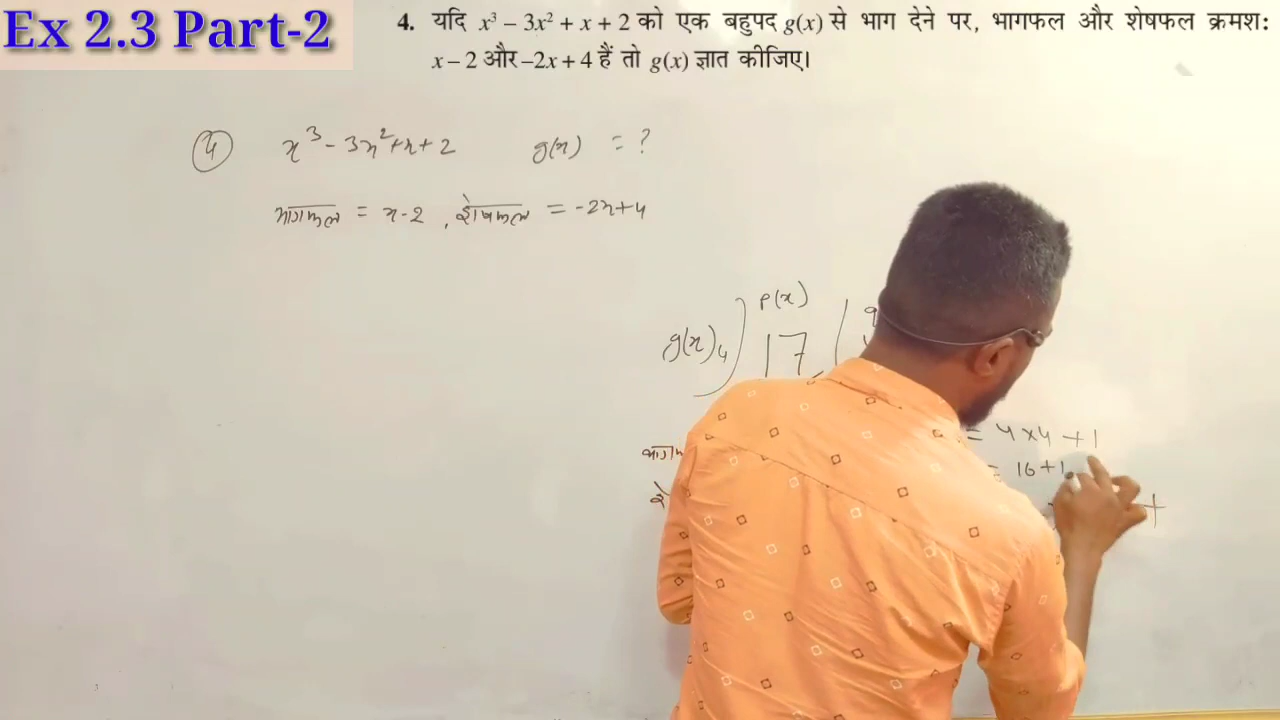 Ex 2.3 Part-2
4. यदि x³ – 3x² + x + 2 को एक बहुपद g(x) से भाग देने पर, भागफल और शेषफल क्रमश:
x – 2 और –2x + 4 हैं तो g(x) ज्ञात कीजिए।
4 x³ - 3x² + x + 2 g(x) = ?
भागफल = x - 2 , शेषफल = -2x + 4
p(x)
g(x) 4 ) 17 (
= 4 x 4 + 1
= 16 + 1
+